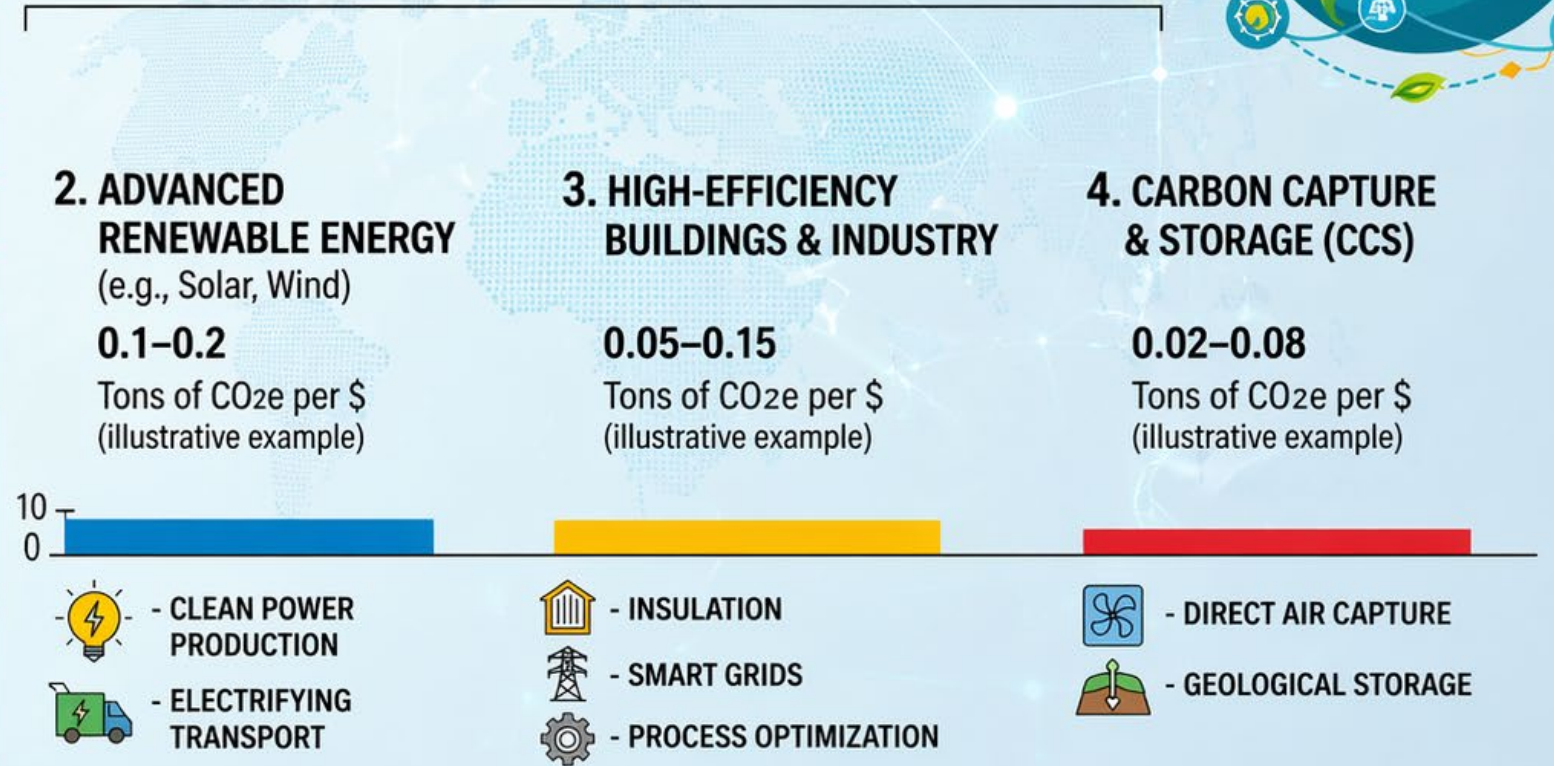 2. ADVANCED
RENEWABLE ENERGY
(e.g., Solar, Wind)
0.1–0.2
Tons of CO2e per $
(illustrative example)
3. HIGH-EFFICIENCY
BUILDINGS & INDUSTRY
0.05–0.15
Tons of CO2e per $
(illustrative example)
4. CARBON CAPTURE
& STORAGE (CCS)
0.02–0.08
Tons of CO2e per $
(illustrative example)
10
0
- CLEAN POWER
PRODUCTION
- ELECTRIFYING
TRANSPORT
- INSULATION
- SMART GRIDS
- PROCESS OPTIMIZATION
- DIRECT AIR CAPTURE
- GEOLOGICAL STORAGE